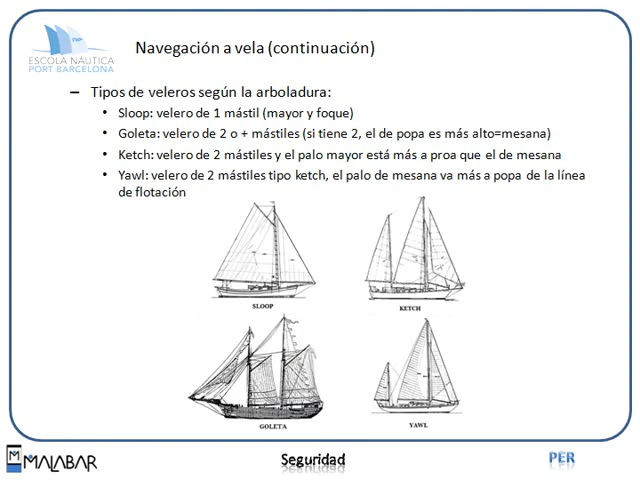 ESCOLA NÁUTICA
PORT BARCELONA
Navegación a vela (continuación)
– Tipos de veleros según la arboladura:
• Sloop: velero de 1 mástil (mayor y foque)
• Goleta: velero de 2 o + mástiles (si tiene 2, el de popa es más alto=mesana)
• Ketch: velero de 2 mástiles y el palo mayor está más a proa que el de mesana
• Yawl: velero de 2 mástiles tipo ketch, el palo de mesana va más a popa de la línea
de flotación
SLOOP
KETCH
GOLETA
YAWL
MALABAR
Seguridad
PER